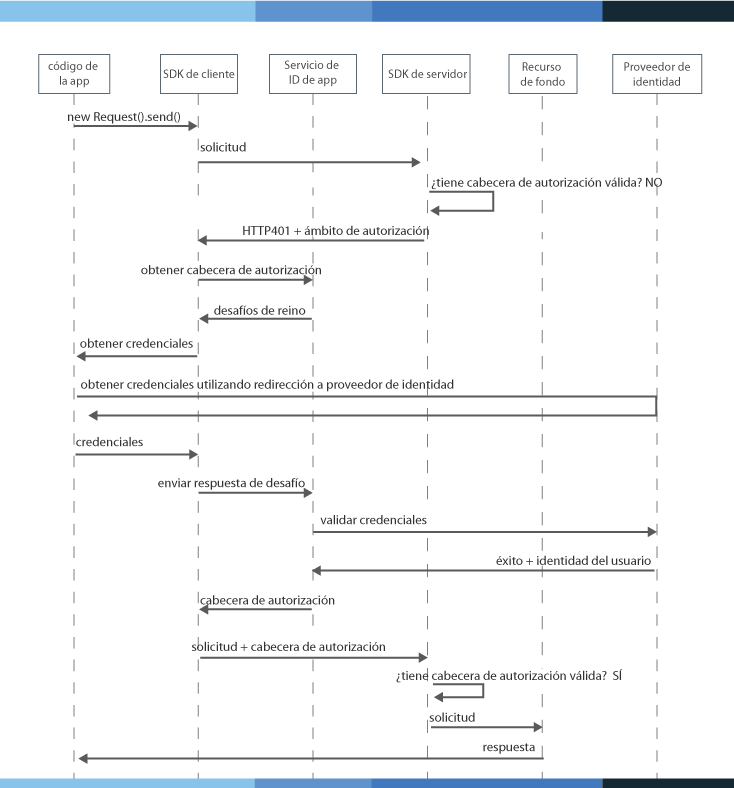 código de
la app
SDK de cliente
Servicio de
ID de app
SDK de servidor
Recurso
de fondo
Proveedor de
identidad
new Request().send()
solicitud
¿tiene cabecera de autorización válida? NO
HTTP401 + ámbito de autorización
obtener cabecera de autorización
desafíos de reino
obtener credenciales
obtener credenciales utilizando redirección a proveedor de identidad
credenciales
enviar respuesta de desafío
validar credenciales
éxito + identidad del usuario
cabecera de autorización
solicitud + cabecera de autorización
¿tiene cabecera de autorización válida? SÍ
solicitud
respuesta